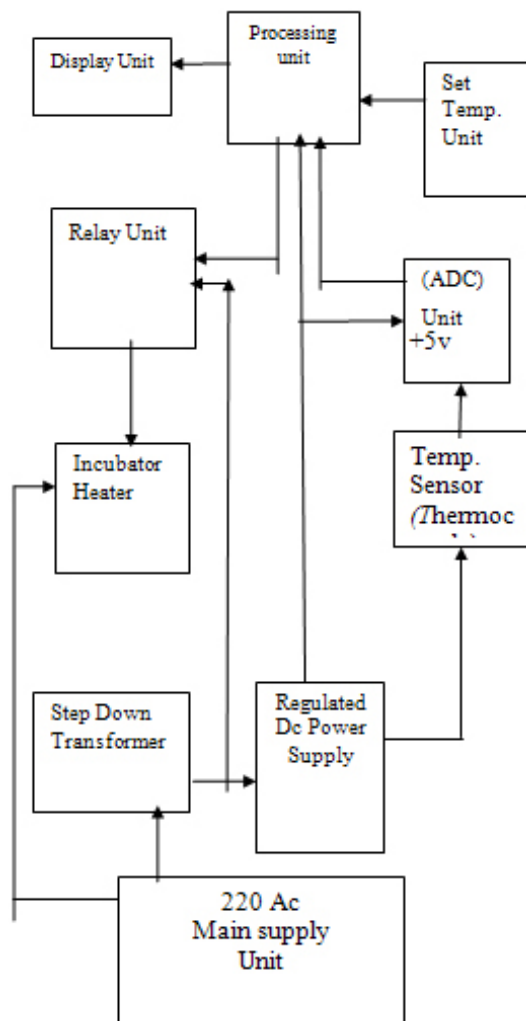 Processing
unit
Display Unit
Set
Temp.
Unit
Relay Unit
(ADC)
Unit
+5v
Incubator
Heater
Temp.
Sensor
(Thermoc
Step Down
Transformer
Regulated
Dc Power
Supply
220 Ac
Main supply
Unit